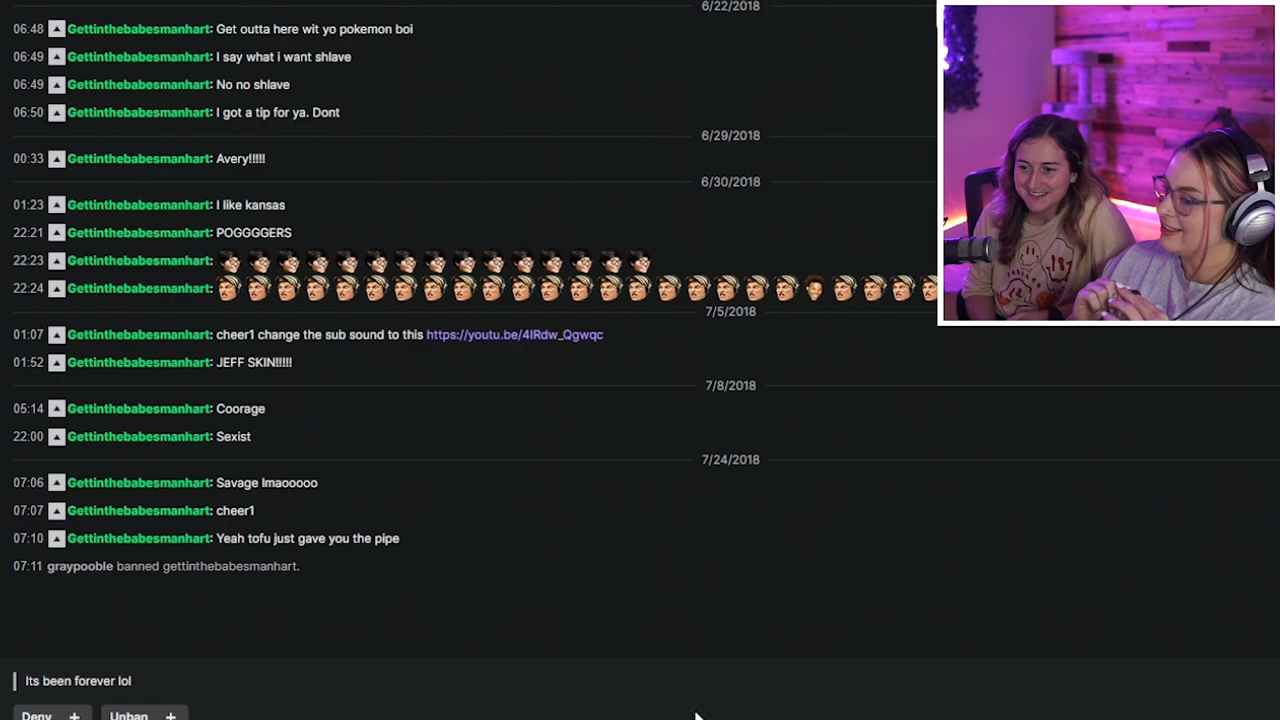 6/22/2018
06:48 Gettinthebabesmanhart: Get outta here wit yo pokemon boi
06:49 Gettinthebabesmanhart: I say what i want shlave
06:49 Gettinthebabesmanhart: No no shlave
06:50 Gettinthebabesmanhart: I got a tip for ya. Dont
6/29/2018
00:33 Gettinthebabesmanhart: Avery!!!!!
6/30/2018
01:23 Gettinthebabesmanhart: I like kansas
22:21 Gettinthebabesmanhart: POGGGGERS
22:23 Gettinthebabesmanhart:
22:24 Gettinthebabesmanhart:
7/5/2018
01:07 Gettinthebabesmanhart: cheer1 change the sub sound to this https://youtu.be/4IRdw_Qgwqc
01:52 Gettinthebabesmanhart: JEFF SKIN!!!!!
7/8/2018
05:14 Gettinthebabesmanhart: Coorage
22:00 Gettinthebabesmanhart: Sexist
7/24/2018
07:06 Gettinthebabesmanhart: Savage lmaooooo
07:07 Gettinthebabesmanhart: cheer1
07:10 Gettinthebabesmanhart: Yeah tofu just gave you the pipe
07:11 graypooble banned gettinthebabesmanhart.
Its been forever lol
Deny + Unban +